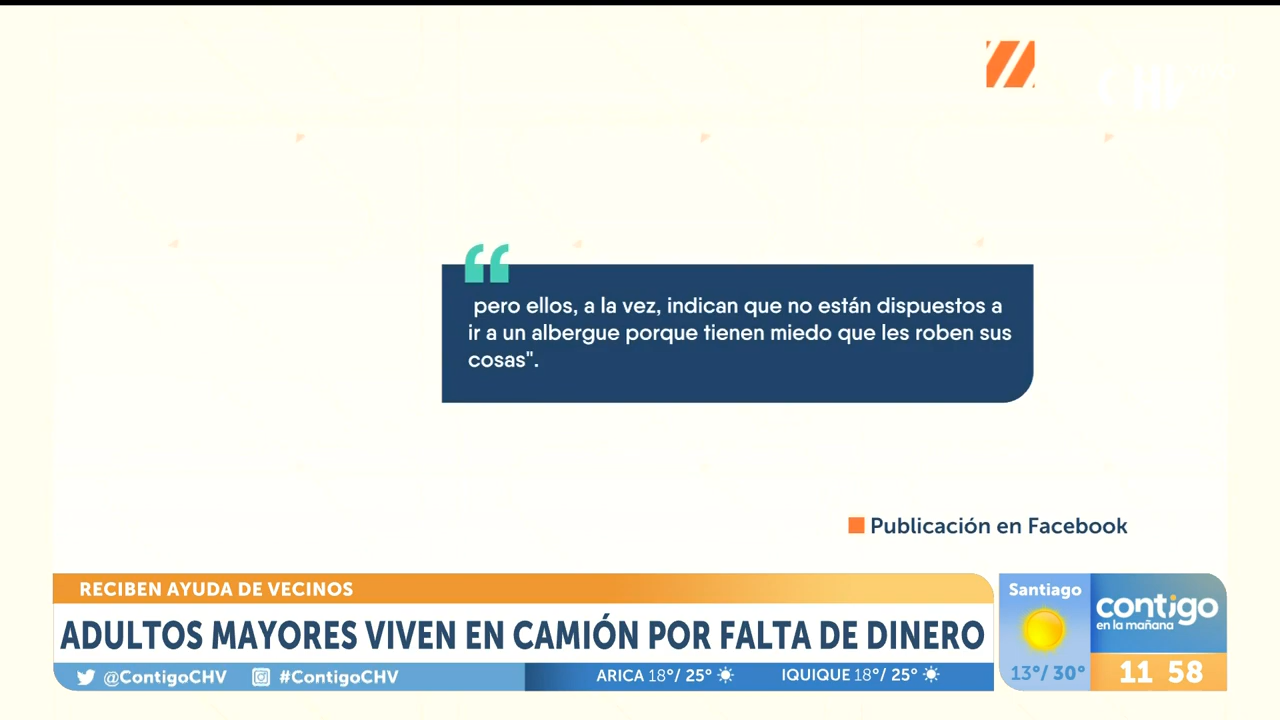 CHV
pero ellos, a la vez, indican que no están dispuestos a
ir a un albergue porque tienen miedo que les roben sus
cosas".
Publicación en Facebook
RECIBEN AYUDA DE VECINOS
ADULTOS MAYORES VIVEN EN CAMIÓN POR FALTA DE DINERO
@ContigoCHV #ContigoCHV ARICA 18°/ 25° IQUIQUE 18°/ 25°
Santiago
13°/ 30°
contigo
en la mañana
11 58